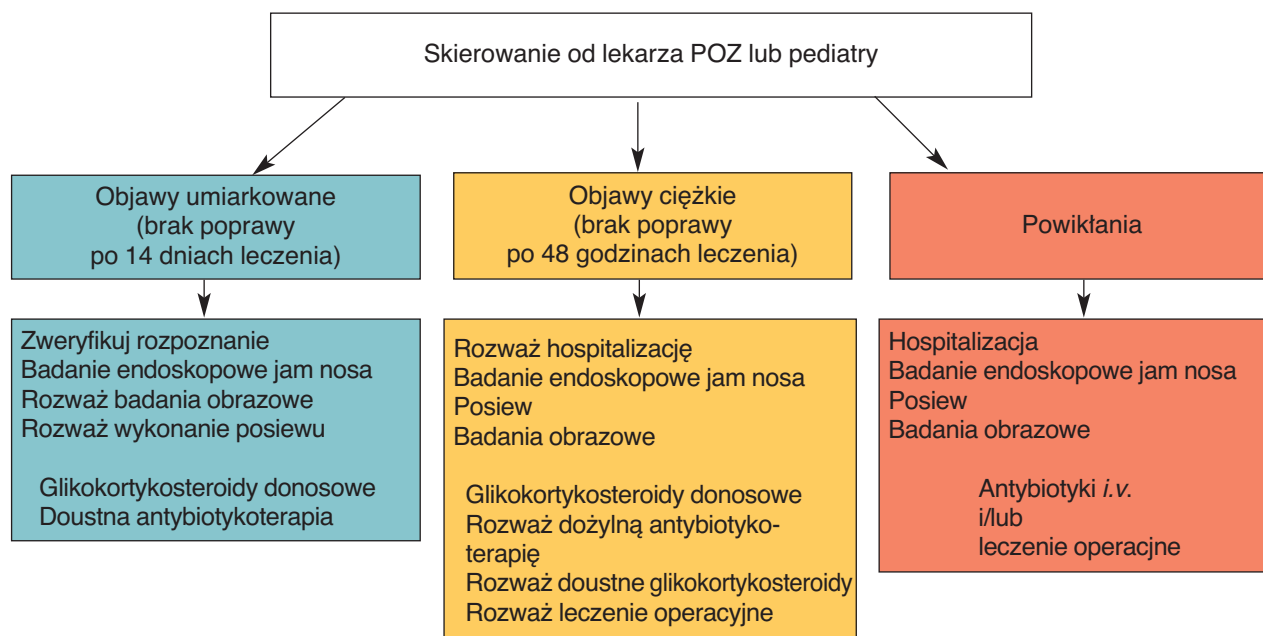 Skierowanie od lekarza POZ lub pediatry
Objawy umiarkowane
(brak poprawy
po 14 dniach leczenia)
Objawy ciężkie
(brak poprawy
po 48 godzinach leczenia)
Powikłania
Zweryfikuj rozpoznanie
Badanie endoskopowe jam nosa
Rozważ badania obrazowe
Rozważ wykonanie posiewu
Glikokortykosteroidy donosowe
Doustna antybiotykoterapia
Rozważ hospitalizację
Badanie endoskopowe jam nosa
Posiew
Badania obrazowe
Glikokortykosteroidy donosowe
Rozważ dożylną antybiotyko-
terapię
Rozważ doustne glikokortykosteroidy
Rozważ leczenie operacyjne
Hospitalizacja
Badanie endoskopowe jam nosa
Posiew
Badania obrazowe
Antybiotyki i.v.
i/lub
leczenie operacjne